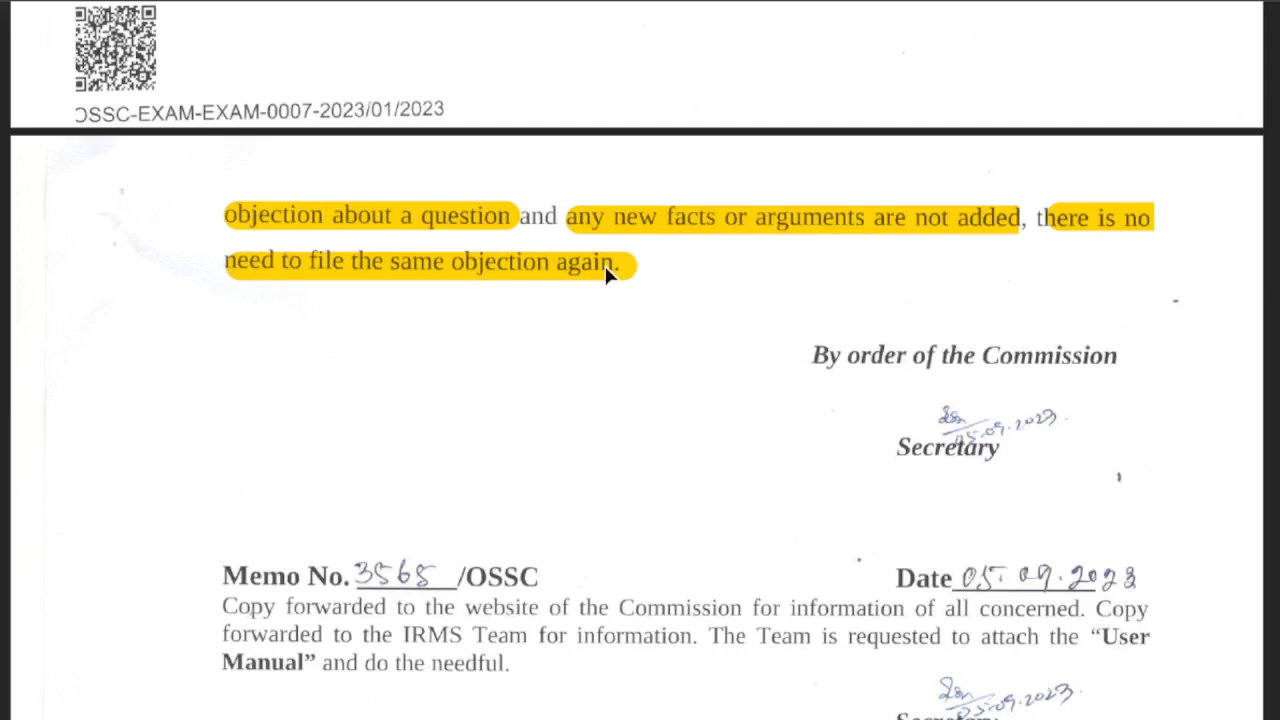 OSSC-EXAM-EXAM-0007-2023/01/2023
objection about a question and any new facts or arguments are not added, there is no
need to file the same objection again.
By order of the Commission
05.09.2023
Secretary
Memo No. 3565 /OSSC Date 05.09.2023
Copy forwarded to the website of the Commission for information of all concerned. Copy
forwarded to the IRMS Team for information. The Team is requested to attach the “User
Manual” and do the needful.
05.09.2023
Secretary